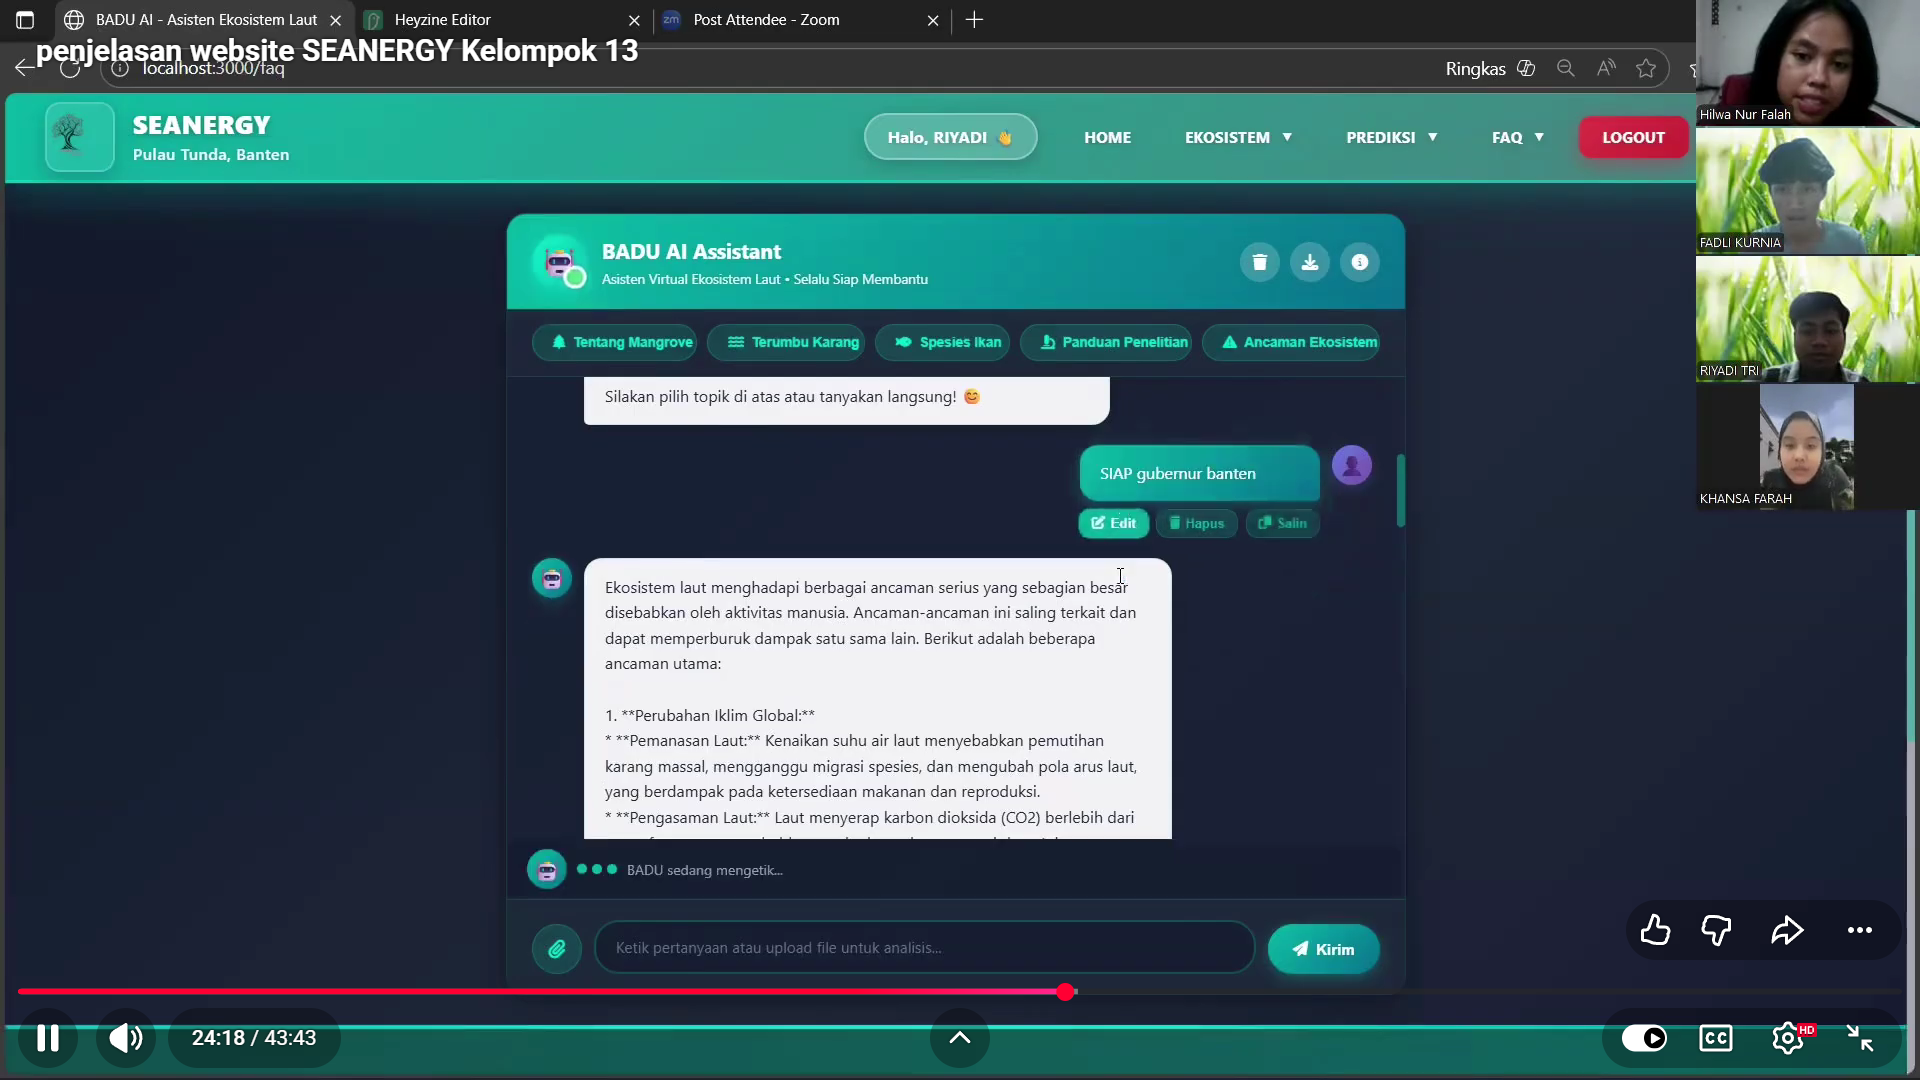 BADU AI - Asisten Ekosistem Laut
Heyzine Editor
zm Post Attendee - Zoom
penjelasan website SEANERGY Kelompok 13
localhost:3000/faq
Ringkas
SEANERGY
Pulau Tunda, Banten
Halo, RIYADI 👋
HOME
EKOSISTEM ▼
PREDIKSI ▼
FAQ ▼
LOGOUT
Hilwa Nur Falah
FADLI KURNIA
RIYADI TRI
KHANSA FARAH
BADU AI Assistant
Asisten Virtual Ekosistem Laut • Selalu Siap Membantu
Tentang Mangrove
Terumbu Karang
Spesies Ikan
Panduan Penelitian
Ancaman Ekosistem
Silakan pilih topik di atas atau tanyakan langsung! 😊
SIAP gubernur banten
Edit
Hapus
Salin
Ekosistem laut menghadapi berbagai ancaman serius yang sebagian besar
disebabkan oleh aktivitas manusia. Ancaman-ancaman ini saling terkait dan
dapat memperburuk dampak satu sama lain. Berikut adalah beberapa
ancaman utama:
1. **Perubahan Iklim Global:**
* **Pemanasan Laut:** Kenaikan suhu air laut menyebabkan pemutihan
karang massal, mengganggu migrasi spesies, dan mengubah pola arus laut,
yang berdampak pada ketersediaan makanan dan reproduksi.
* **Pengasaman Laut:** Laut menyerap karbon dioksida (CO2) berlebih dari
BADU sedang mengetik...
Ketik pertanyaan atau upload file untuk analisis...
Kirim
24:18 / 43:43
CC
HD